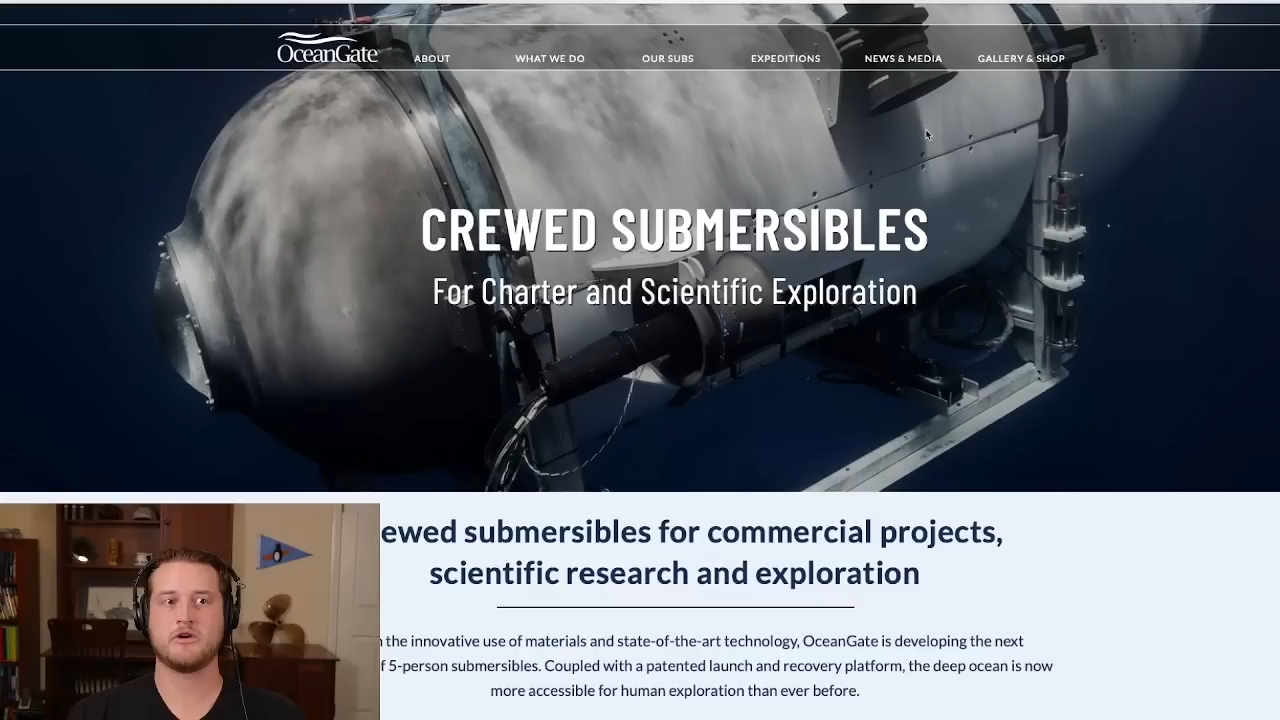 OceanGate
ABOUT WHAT WE DO OUR SUBS EXPEDITIONS NEWS & MEDIA GALLERY & SHOP
CREWED SUBMERSIBLES
For Charter and Scientific Exploration
ewed submersibles for commercial projects,
scientific research and exploration
the innovative use of materials and state-of-the-art technology, OceanGate is developing the next
5-person submersibles. Coupled with a patented launch and recovery platform, the deep ocean is now
more accessible for human exploration than ever before.